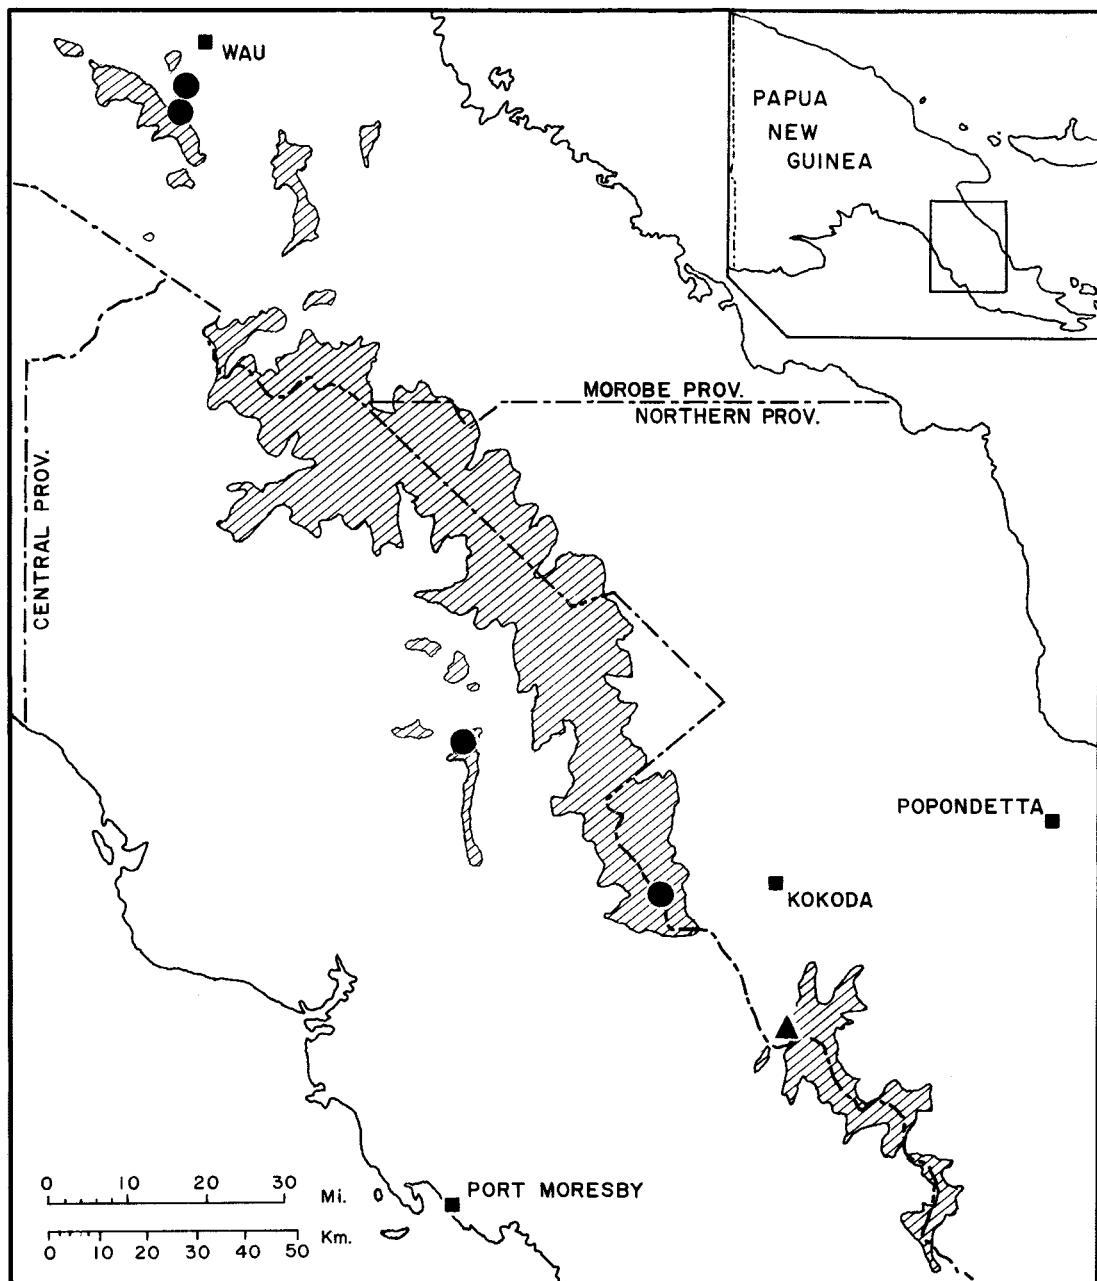 WAU
PAPUA
NEW
GUINEA
MOROBE PROV.
NORTHERN PROV.
CENTRAL PROV.
POPONDETTA
KOKODA
PORT MORESBY
0 10 20 30 Mi.
0 10 20 30 40 50 Km.